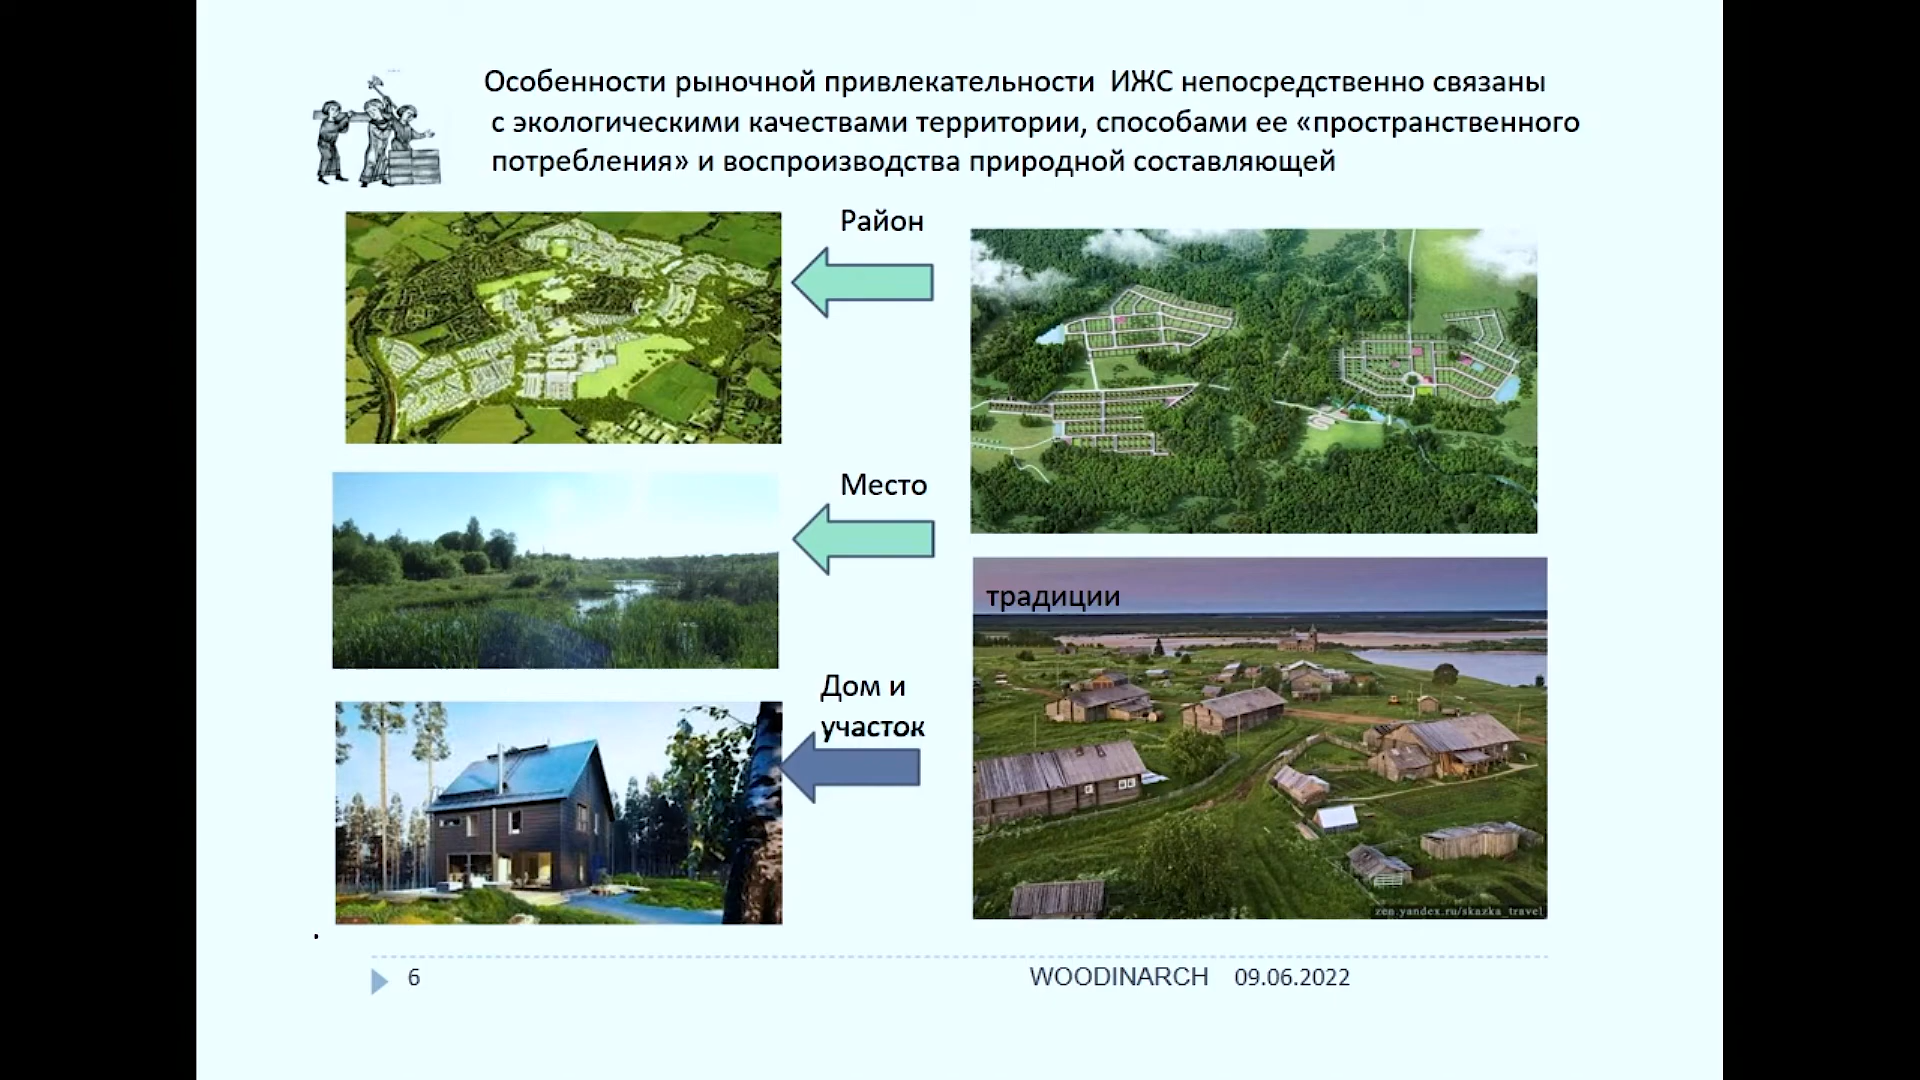 Особенности рыночной привлекательности ИЖС непосредственно связаны
с экологическими качествами территории, способами ее «пространственного
потребления» и воспроизводства природной составляющей
Район
Место
Дом и
участок
традиции
zen.yandex.ru/skazka_travel
6
WOODINARCH 09.06.2022